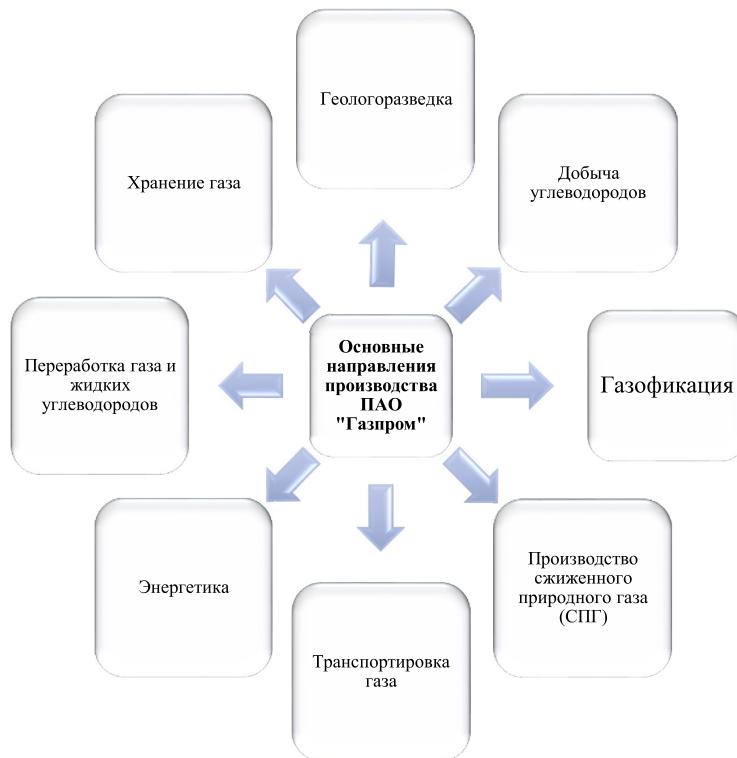 Геологоразведка
Хранение газа
Добыча
углеводородов
Основные
направления
производства
ПАО
"Газпром"
Переработка газа и
жидких
углеводородов
Газофикация
Энергетика
Производство
сжиженного
природного газа
(СПГ)
Транспортировка
газа